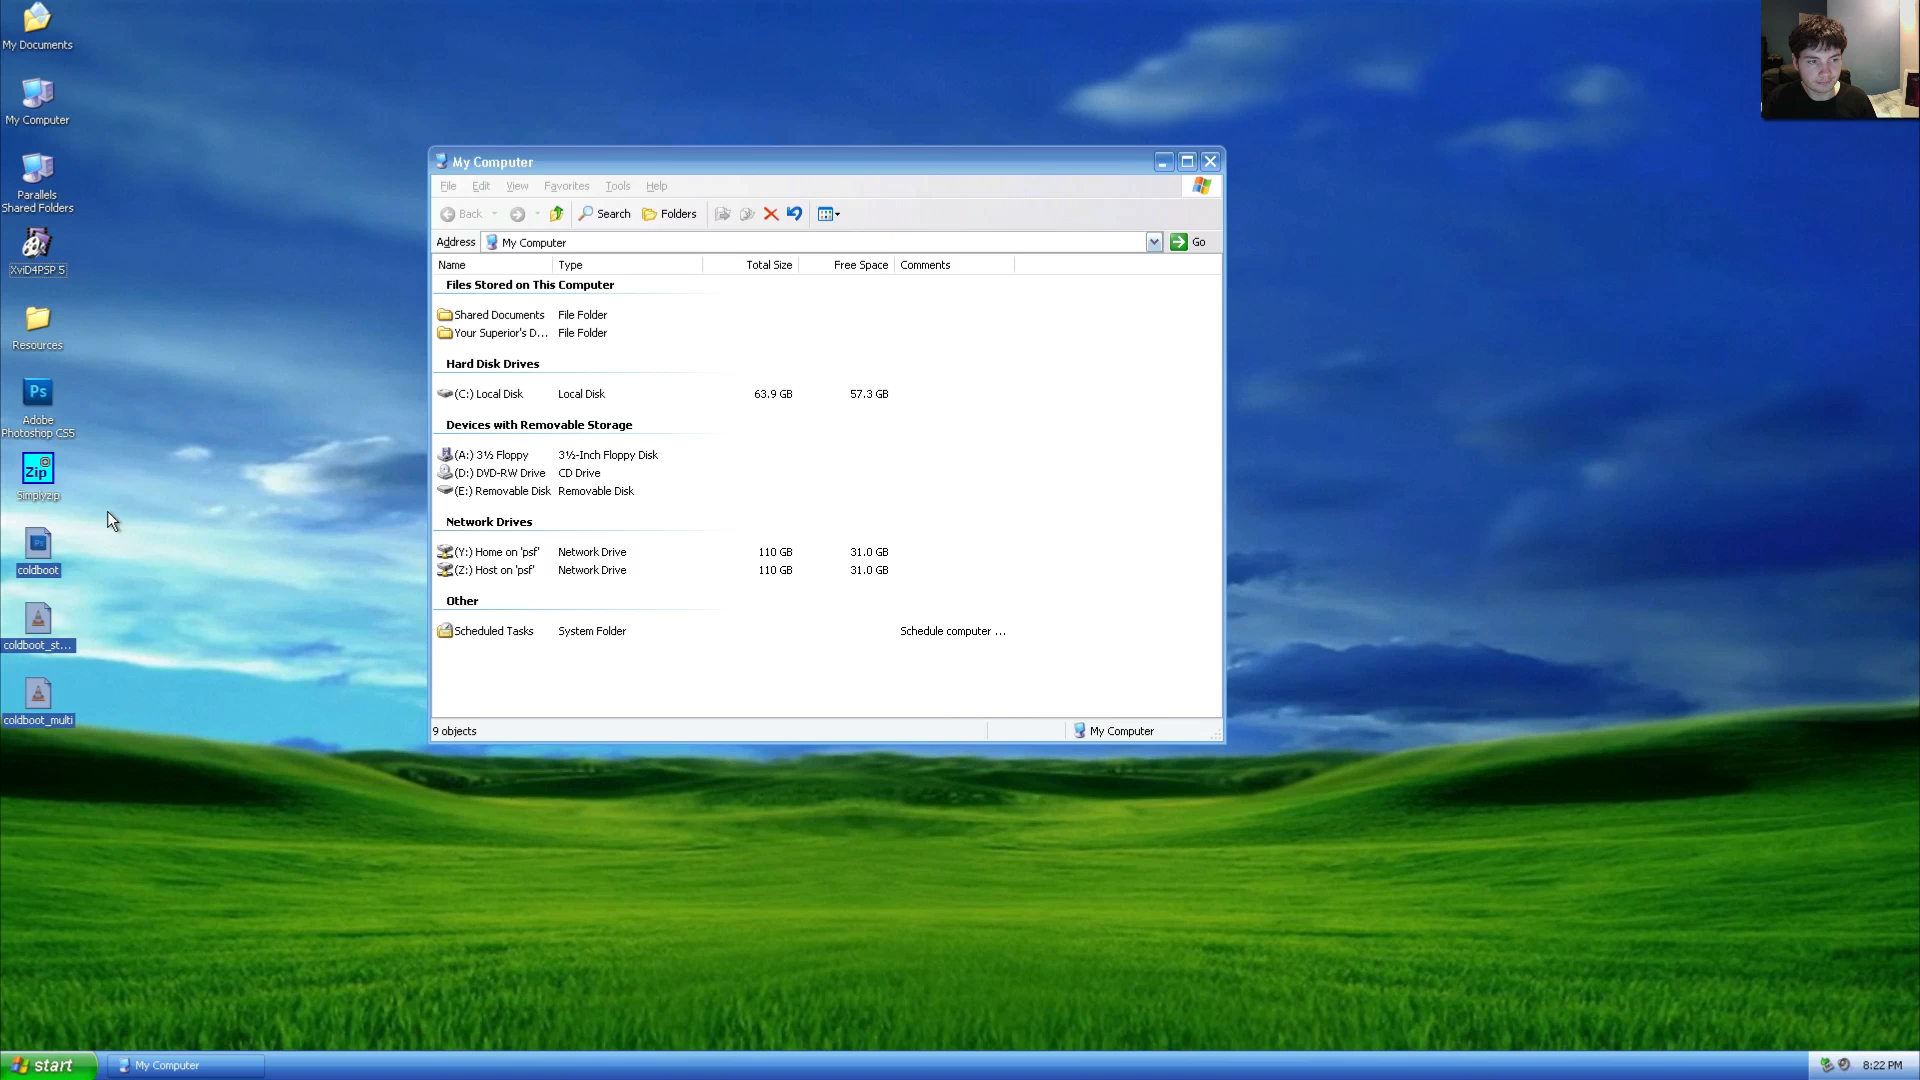 My Documents
My Computer
Parallels
Shared Folders
XviD4PSP 5
Resources
Ps
Adobe
Photoshop CS5
Zip
Simplyzip
Ps
coldboot
coldboot_st...
coldboot_multi
My Computer
File Edit View Favorites Tools Help
Back Search Folders
Address My Computer Go
Name Type Total Size Free Space Comments
Files Stored on This Computer
Shared Documents File Folder
Your Superior's D... File Folder
Hard Disk Drives
(C:) Local Disk Local Disk 63.9 GB 57.3 GB
Devices with Removable Storage
(A:) 3½ Floppy 3½-Inch Floppy Disk
(D:) DVD-RW Drive CD Drive
(E:) Removable Disk Removable Disk
Network Drives
(Y:) Home on 'psf' Network Drive 110 GB 31.0 GB
(Z:) Host on 'psf' Network Drive 110 GB 31.0 GB
Other
Scheduled Tasks System Folder Schedule computer ...
9 objects My Computer
start My Computer 8:22 PM